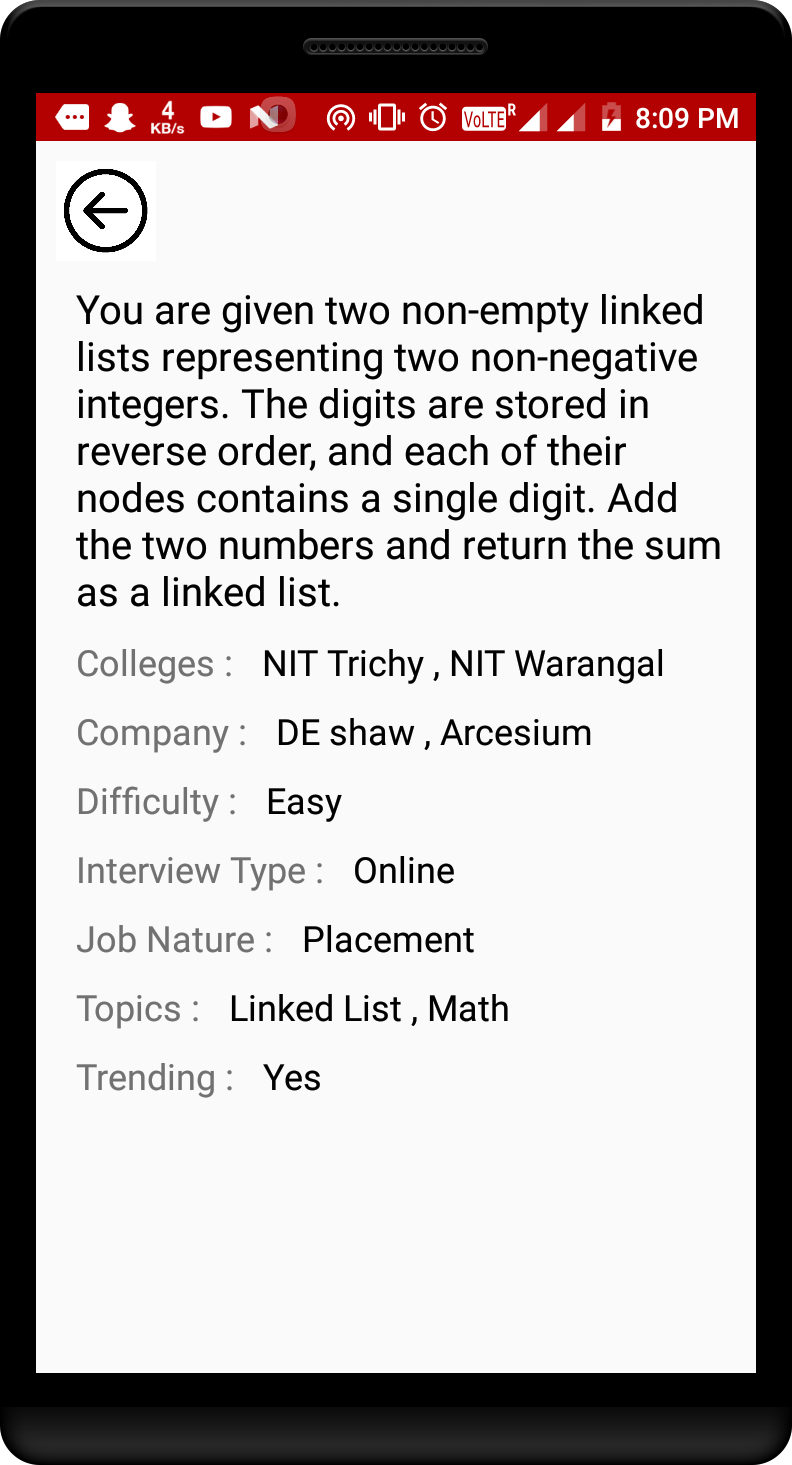 4
KB/s
VoLTE R
8:09 PM
You are given two non-empty linked
lists representing two non-negative
integers. The digits are stored in
reverse order, and each of their
nodes contains a single digit. Add
the two numbers and return the sum
as a linked list.
Colleges : NIT Trichy , NIT Warangal
Company : DE shaw , Arcesium
Difficulty : Easy
Interview Type : Online
Job Nature : Placement
Topics : Linked List , Math
Trending : Yes